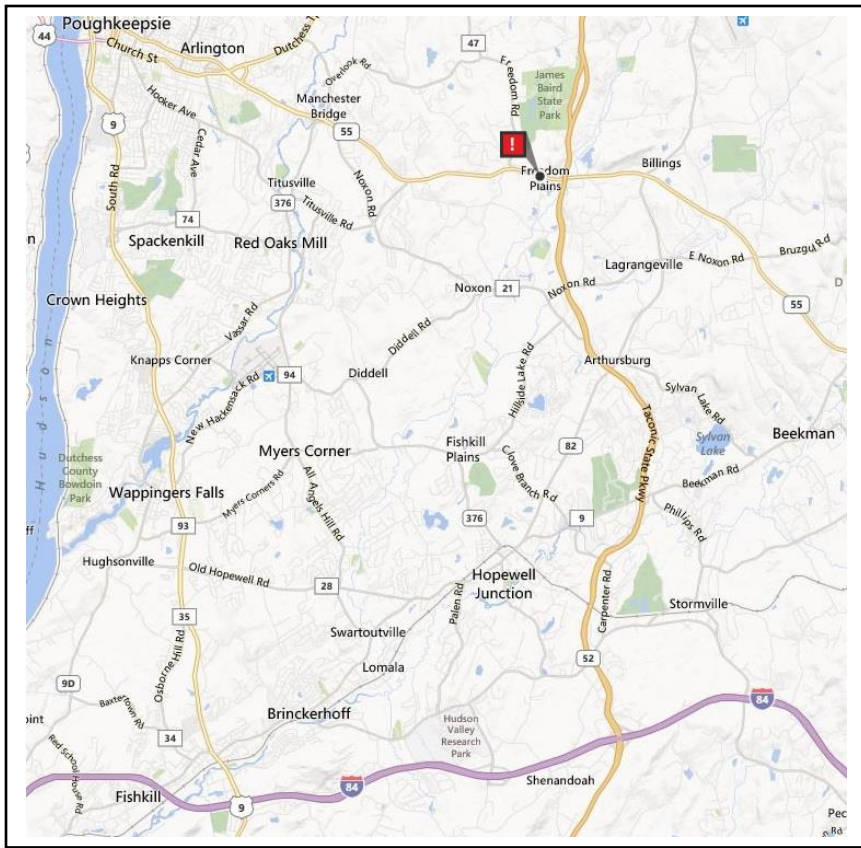 Poughkeepsie
44
Church St
Arlington
Dutchess T
47
Overlook Rd
Freedom Rd
James
Baird
State
Park
Hooker Ave
Manchester
Bridge
9
55
Cedar Ave
!
Freedom
Plains
Billings
South Rd
Titusville
376
Titusville Rd
Noxon Rd
74
Spackenkill
Red Oaks Mill
E Noxon Rd
Bruzgu Rd
Lagrangeville
Noxon
21
Noxon Rd
D
55
Crown Heights
Vassar Rd
Diddell Rd
Knapps Corner
94
Diddell
Hillside Lake Rd
Arthursburg
New Hackensack Rd
Sylvan Lake Rd
Taconic State Pkwy
Hudson
Dutchess
County
Bowdoin
Park
Myers Corner
Fishkill
Plains
82
Sylvan
Lake
Beekman
Clove Branch Rd
Beekman Rd
Wappingers Falls
Myers Corners Rd
All Angels Hill Rd
Phillips Rd
93
376
9
Hughsonville
Old Hopewell Rd
28
Hopewell
Junction
Palen Rd
Carpenter Rd
Stormville
35
Swartoutville
Osborne Hill Rd
Lomala
52
9D
Baxtertown Rd
Brinckerhoff
84
oint
34
Hudson
Valley
Research
Park
Red School House Rd
Shenandoah
84
Fishkill
9
Pec
Rd